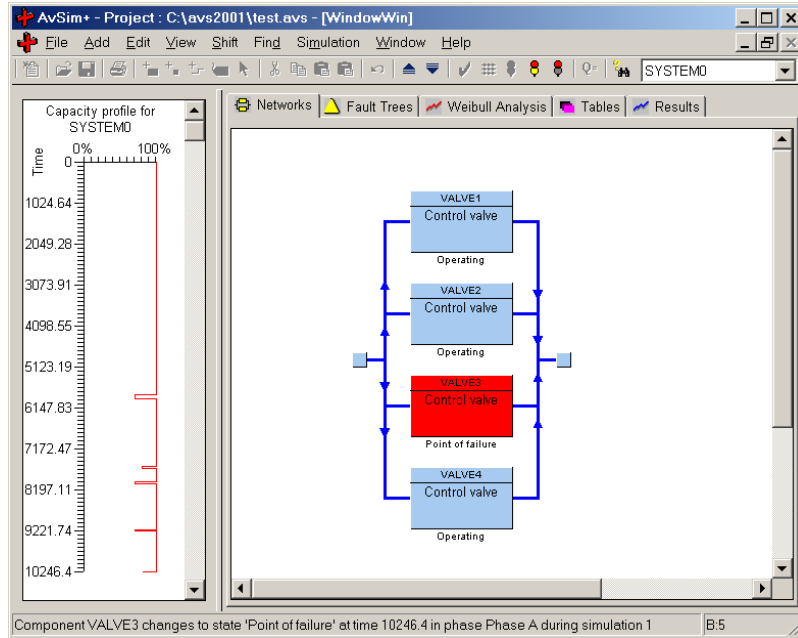 AvSim+ - Project : C:\avs2001\test.avs - [WindowWin]
File Add Edit View Shift Find Simulation Window Help
SYSTEM0
Networks Fault Trees Weibull Analysis Tables Results
Capacity profile for
SYSTEM0
0% 100%
Time
0
1024.64
2049.28
3073.91
4098.55
5123.19
6147.83
7172.47
8197.11
9221.74
10246.4
VALVE1
Control valve
Operating
VALVE2
Control valve
Operating
VALVE3
Control valve
Point of failure
VALVE4
Control valve
Operating
Component VALVE3 changes to state 'Point of failure' at time 10246.4 in phase Phase A during simulation 1
B:5